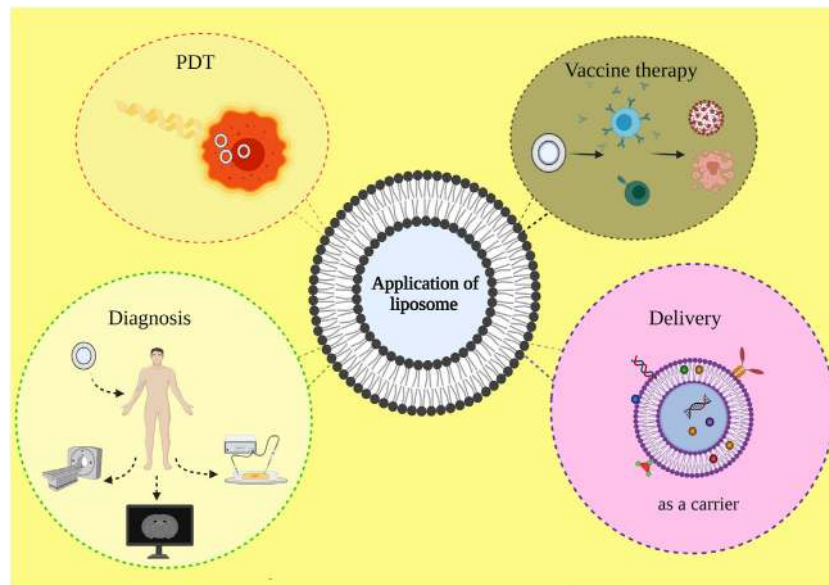 PDT
Vaccine therapy
Application of
liposome
Diagnosis
Delivery
as a carrier